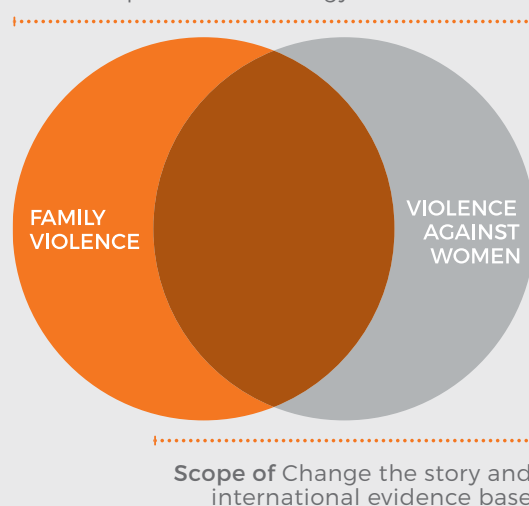 FAMILY
VIOLENCE
VIOLENCE
AGAINST
WOMEN
Scope of Change the story and
international evidence base